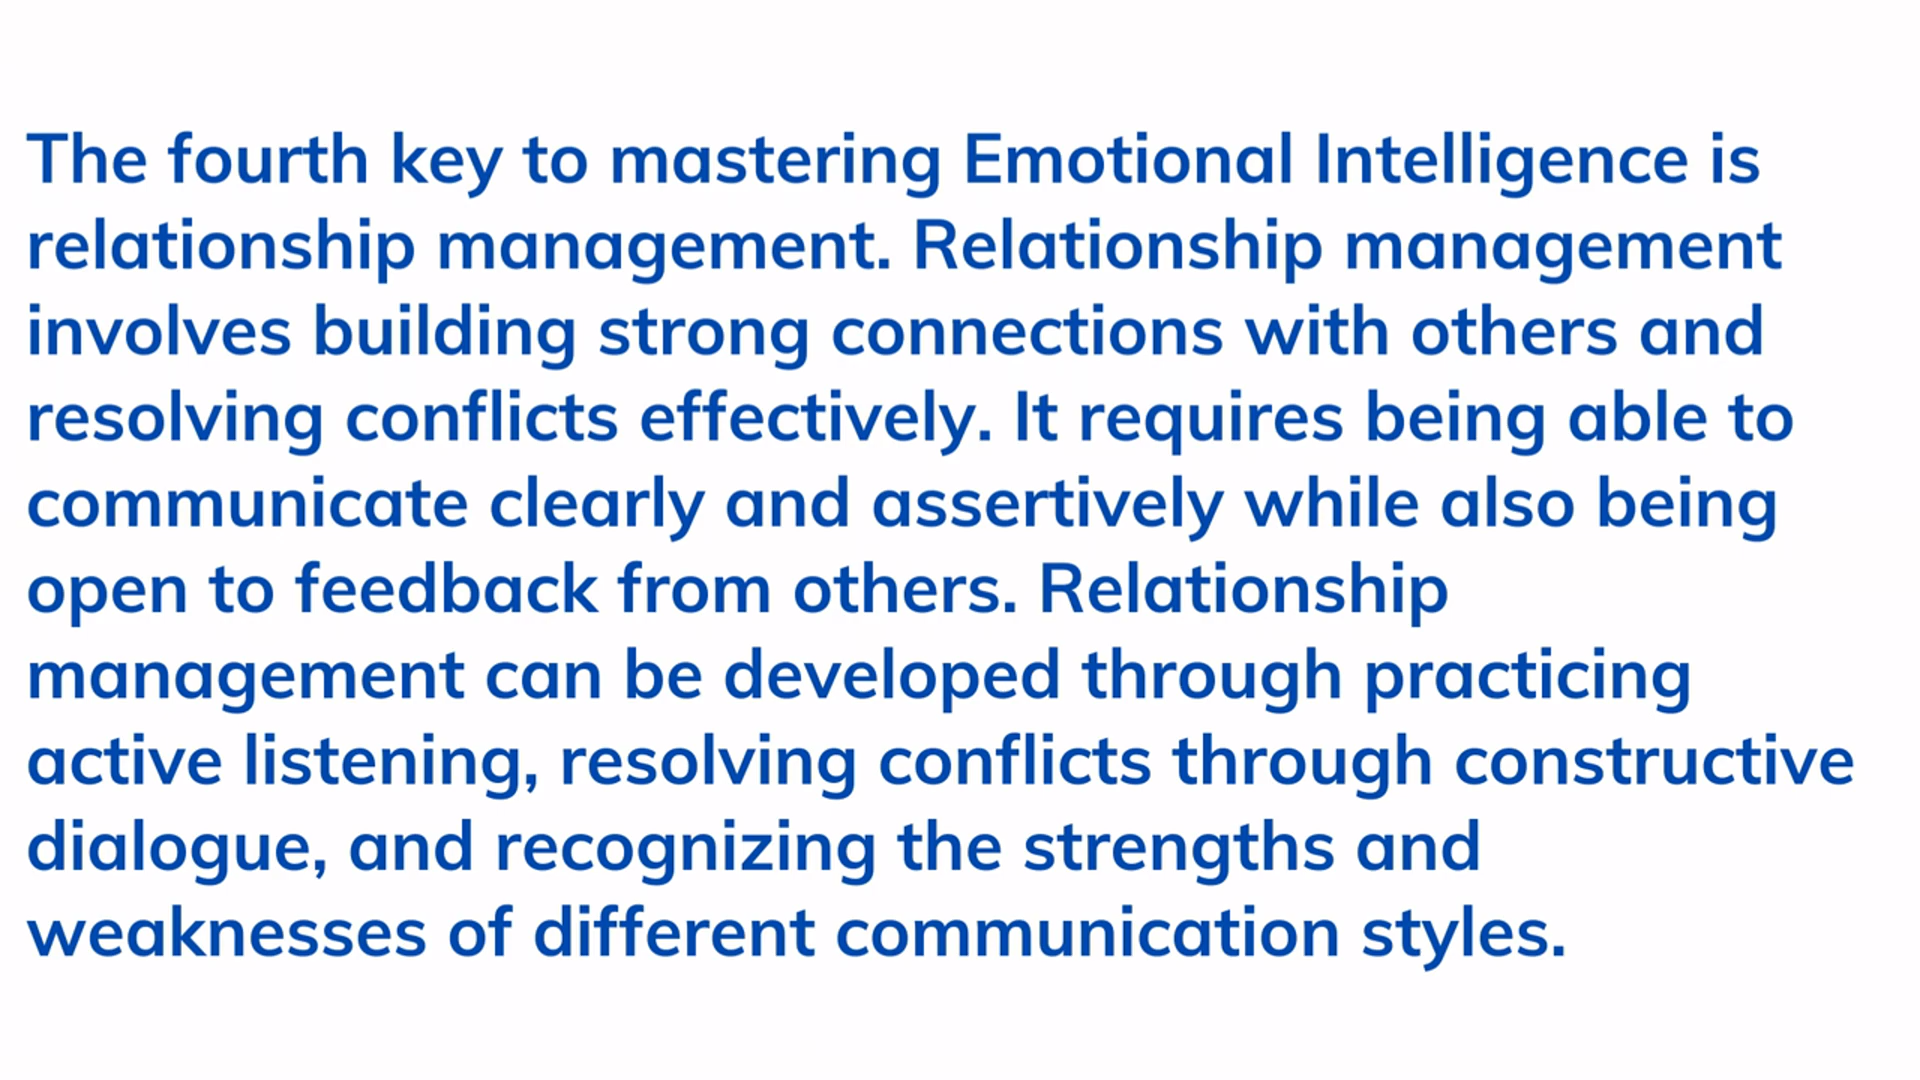 The fourth key to mastering Emotional Intelligence is
relationship management. Relationship management
involves building strong connections with others and
resolving conflicts effectively. It requires being able to
communicate clearly and assertively while also being
open to feedback from others. Relationship
management can be developed through practicing
active listening, resolving conflicts through constructive
dialogue, and recognizing the strengths and
weaknesses of different communication styles.